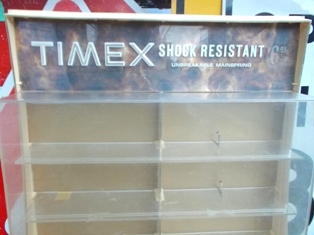 TIMEX SHOCK RESISTANT
UNBREAKABLE MAINSPRING